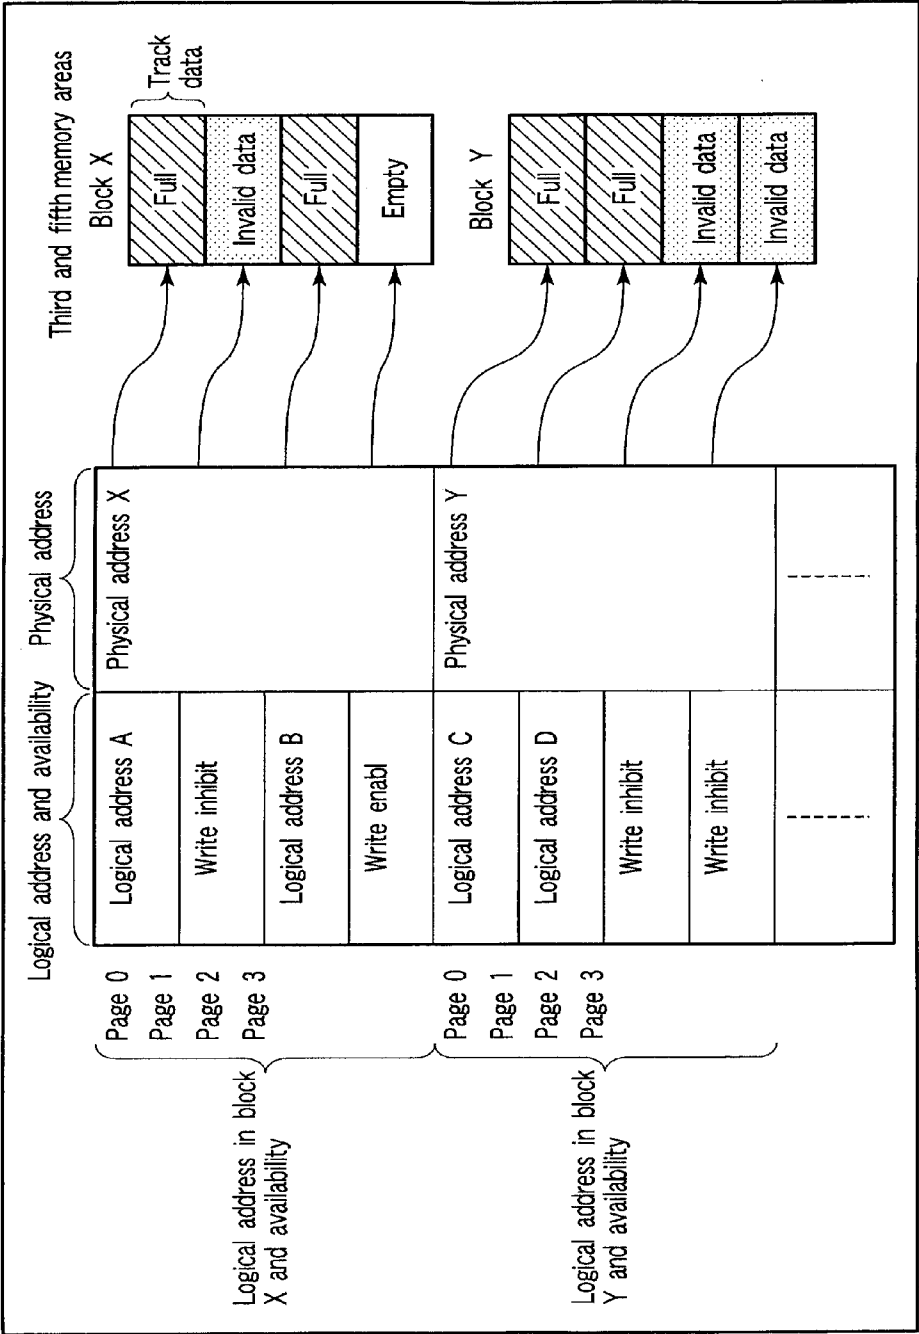 Logical address and availability
Physical address
Third and fifth memory areas
Page 0
Page 1
Page 2
Page 3
Logical address in block
X and availability
Logical address A
Write inhibit
Logical address B
Write enabl
Physical address X
Block X
Full
Invalid data
Full
Empty
Track
data
Page 0
Page 1
Page 2
Page 3
Logical address in block
Y and availability
Logical address C
Logical address D
Write inhibit
Write inhibit
Physical address Y
Block Y
Full
Full
Invalid data
Invalid data